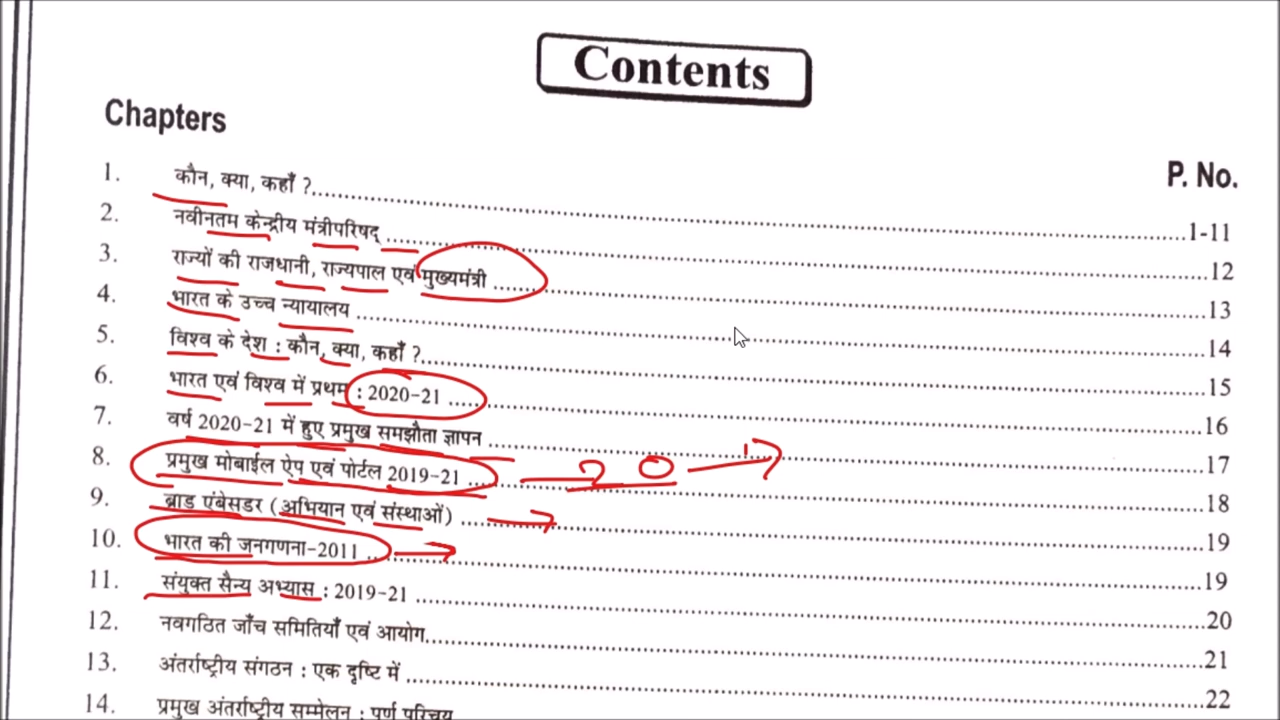 Contents
Chapters
P. No.
1. कौन, क्या, कहाँ ?..........1-11
2. नवीनतम केन्द्रीय मंत्रीपरिषद् ..........12
3. राज्यों की राजधानी, राज्यपाल एवं मुख्यमंत्री ..........13
4. भारत के उच्च न्यायालय ..........14
5. विश्व के देश : कौन, क्या, कहाँ ?..........15
6. भारत एवं विश्व में प्रथम : 2020-21 ..........16
7. वर्ष 2020-21 में हुए प्रमुख समझौता ज्ञापन ..........17
8. प्रमुख मोबाईल ऐप एवं पोर्टल 2019-21 ..........18
20
9. ब्राड एंबेसडर (अभियान एवं संस्थाओं) ..........19
10. भारत की जनगणना-2011 ..........19
11. संयुक्त सैन्य अभ्यास : 2019-21 ..........20
12. नवगठित जाँच समितियाँ एवं आयोग..........21
13. अंतर्राष्ट्रीय संगठन : एक दृष्टि में ..........22
14. प्रमुख अंतर्राष्ट्रीय सम्मेलन : पूर्ण परिचय